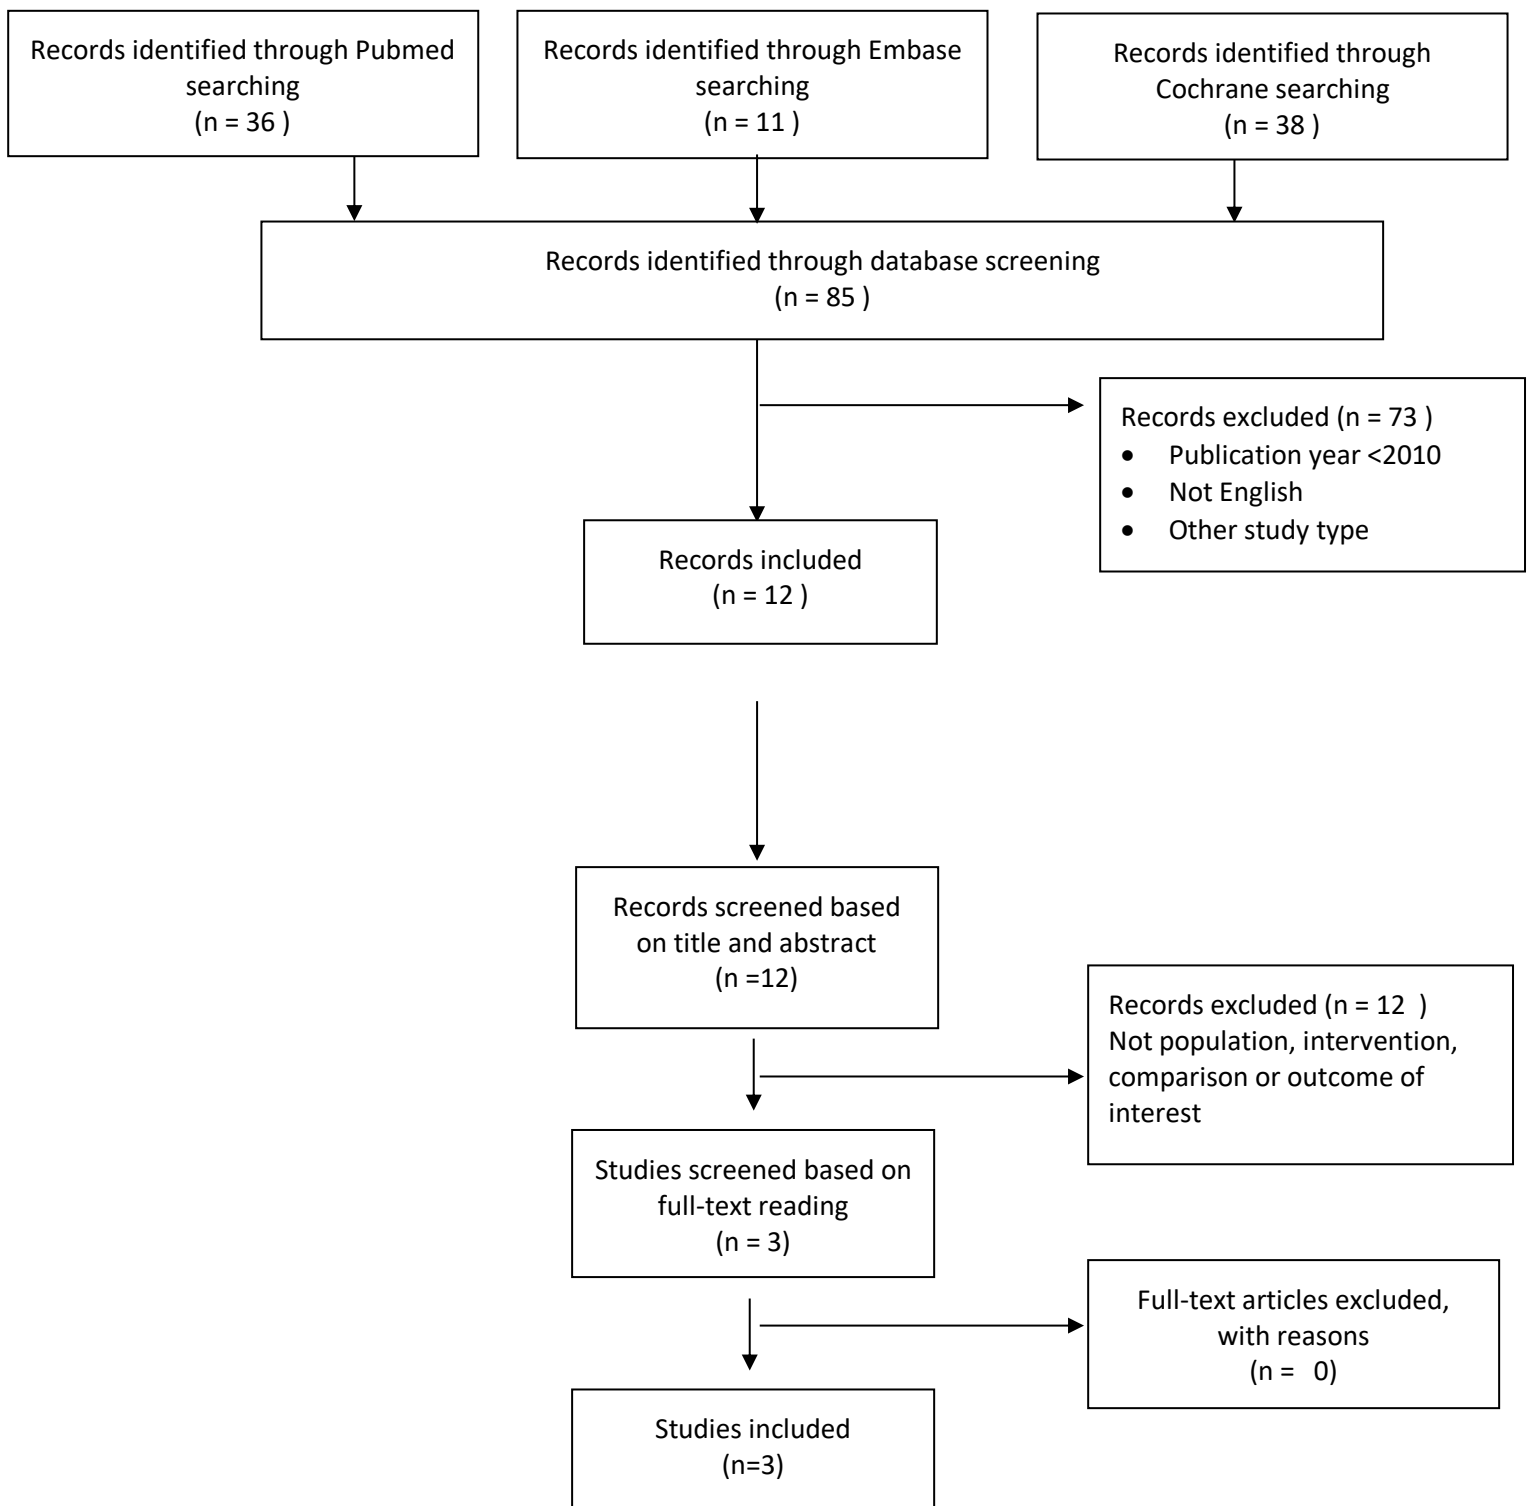 Records identified through Pubmed
searching
(n = 36 )
Records identified through Embase
searching
(n = 11 )
Records identified through
Cochrane searching
(n = 38 )
Records identified through database screening
(n = 85 )
Records excluded (n = 73 )
• Publication year <2010
• Not English
• Other study type
Records included
(n = 12 )
Records screened based
on title and abstract
(n =12)
Records excluded (n = 12 )
Not population, intervention,
comparison or outcome of
interest
Studies screened based on
full-text reading
(n = 3)
Full-text articles excluded,
with reasons
(n = 0)
Studies included
(n=3)